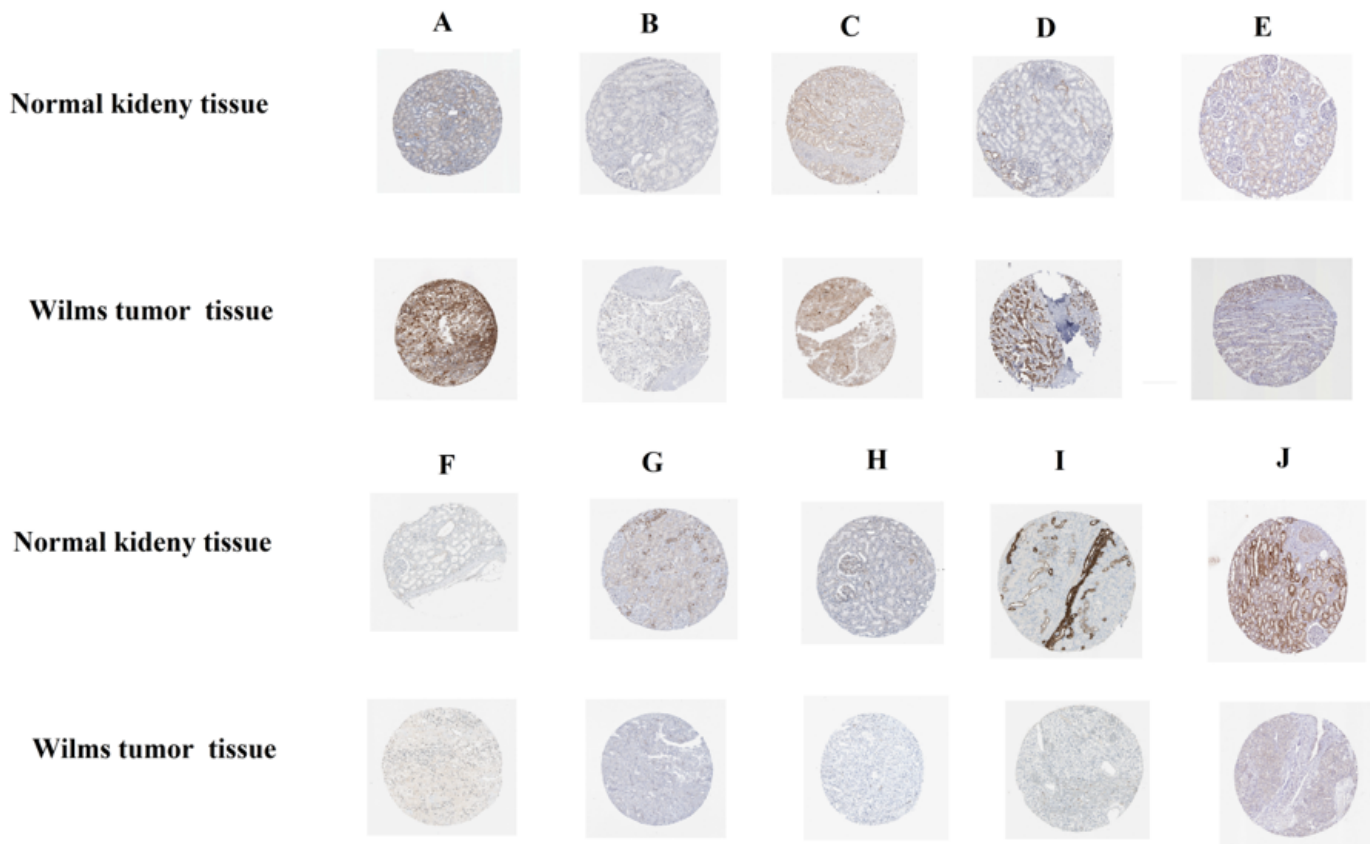 A B C D E
Normal kideny tissue
Wilms tumor tissue
F G H I J
Normal kideny tissue
Wilms tumor tissue